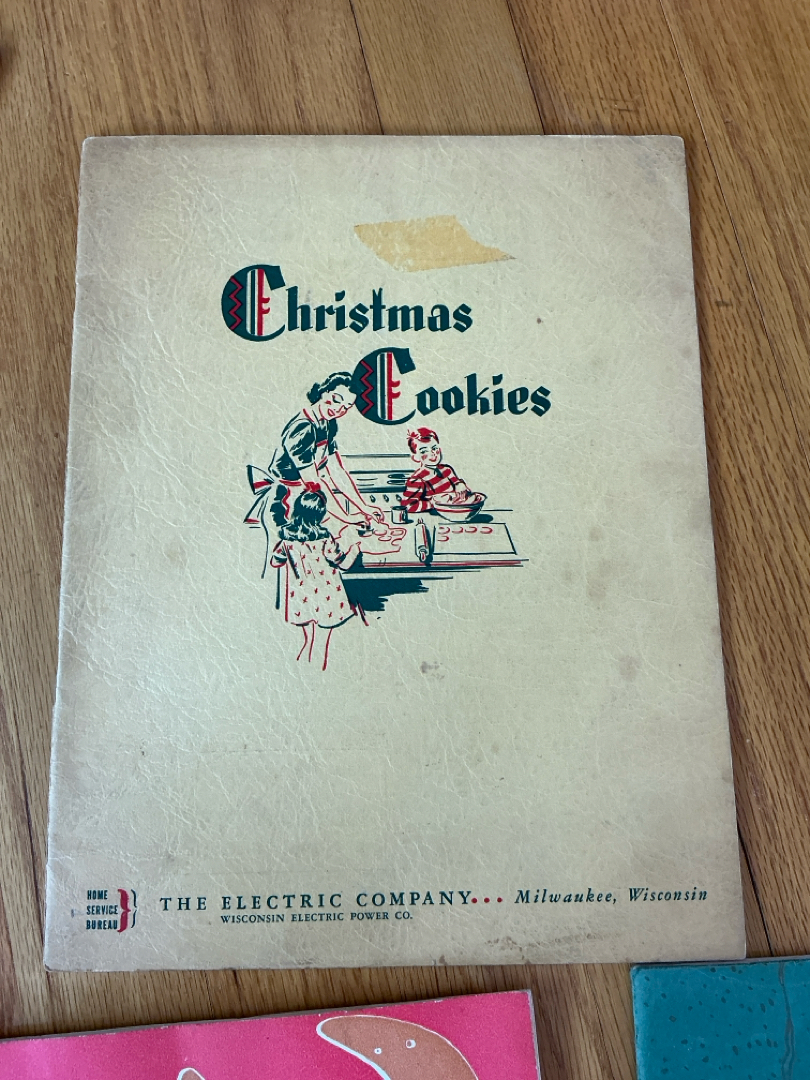 Christmas
Cookies
HOME
SERVICE
BUREAU
THE ELECTRIC COMPANY... Milwaukee, Wisconsin
WISCONSIN ELECTRIC POWER CO.